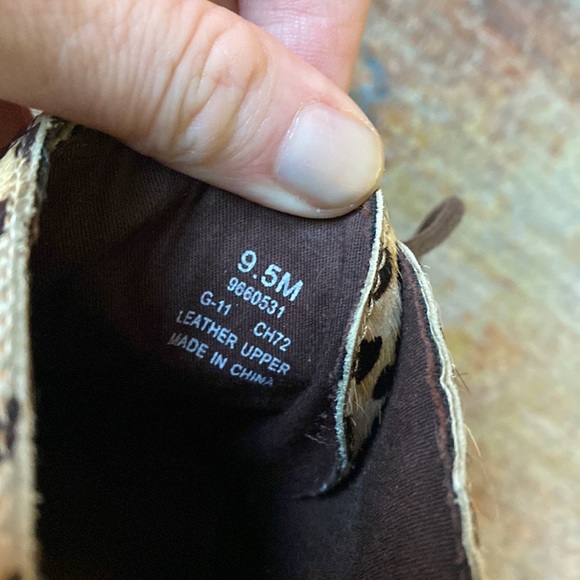 9.5M
9660531
G-11 CH72
LEATHER UPPER
MADE IN CHINA